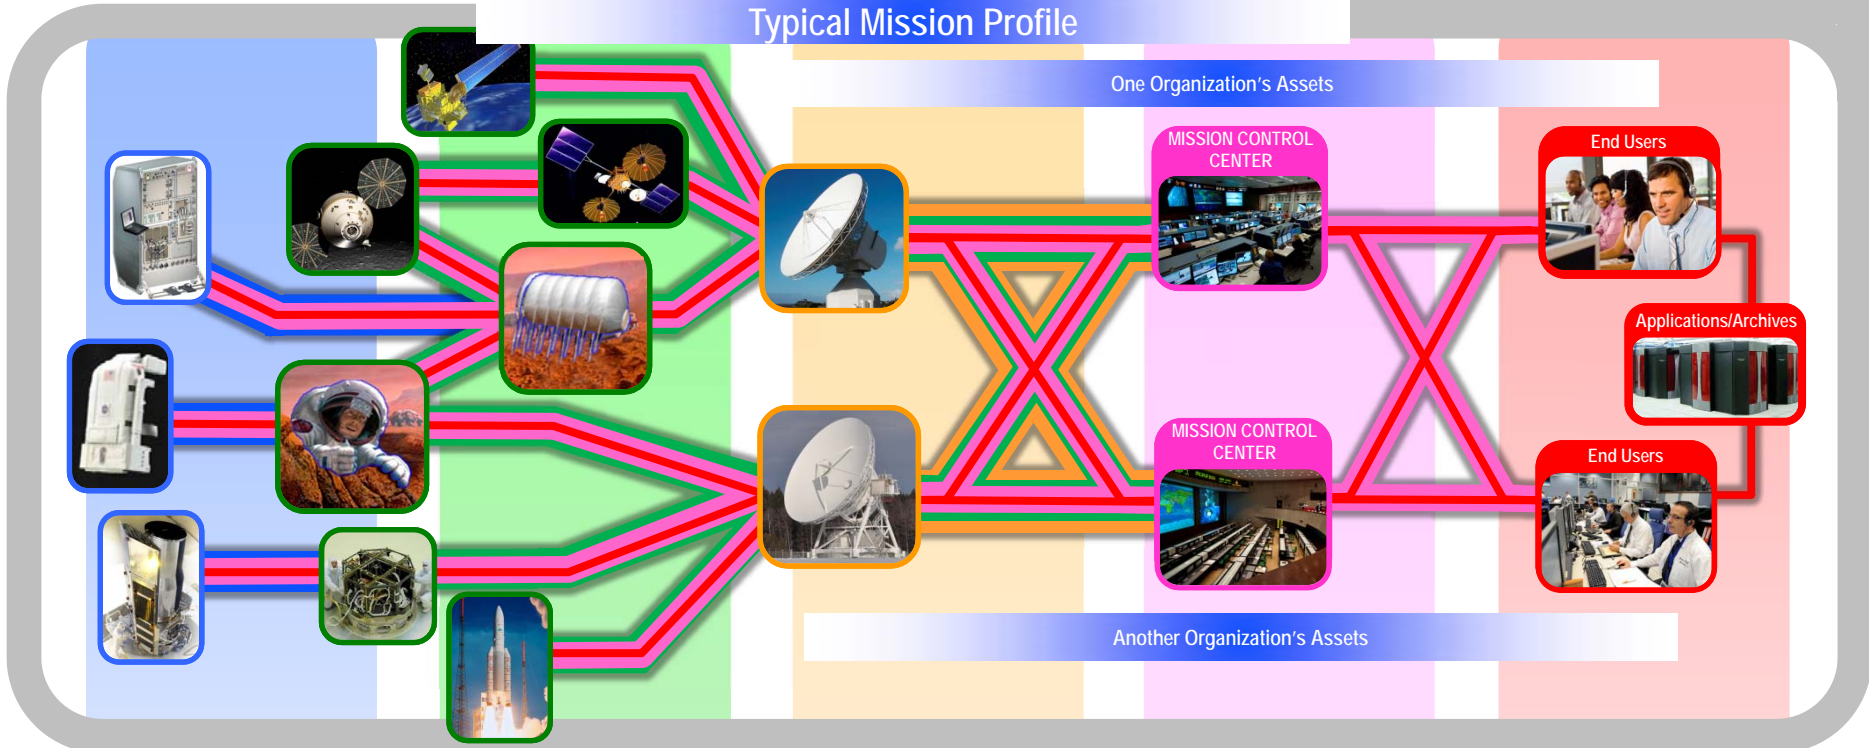 Typical Mission Profile
One Organization's Assets
MISSION CONTROL
CENTER
End Users
Applications/Archives
MISSION CONTROL
CENTER
End Users
Another Organization's Assets